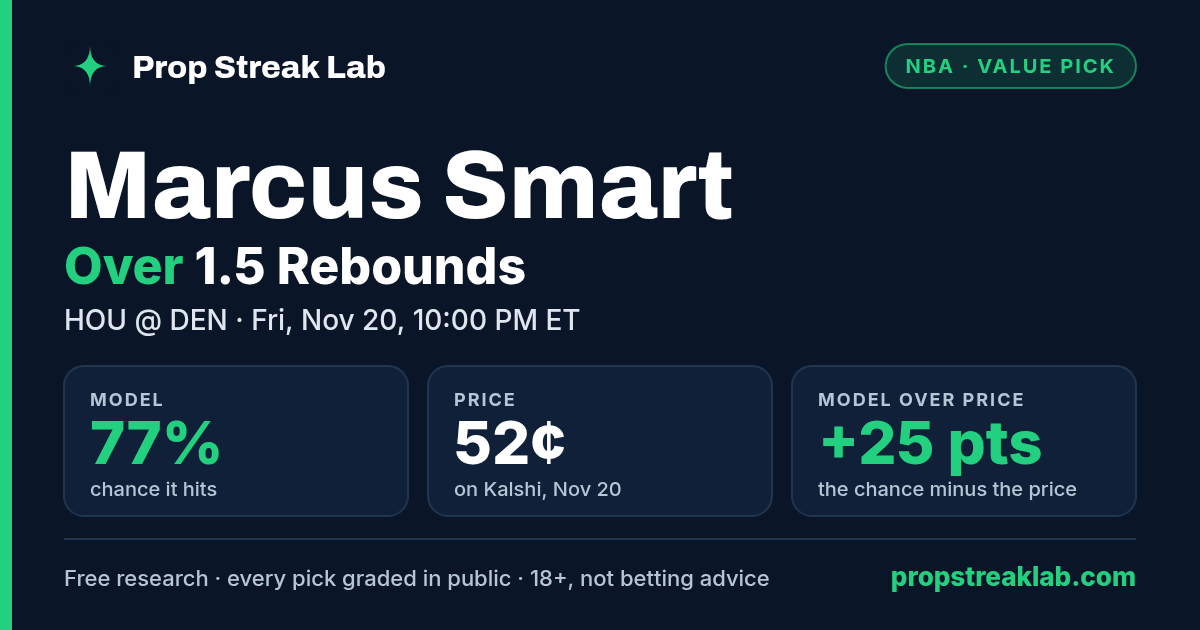 Prop Streak Lab
NBA · VALUE PICK
Marcus Smart
Over 1.5 Rebounds
HOU @ DEN · Fri, Nov 20, 10:00 PM ET
MODEL
77%
chance it hits
PRICE
52¢
on Kalshi, Nov 20
MODEL OVER PRICE
+25 pts
the chance minus the price
Free research · every pick graded in public · 18+, not betting advice
propstreaklab.com